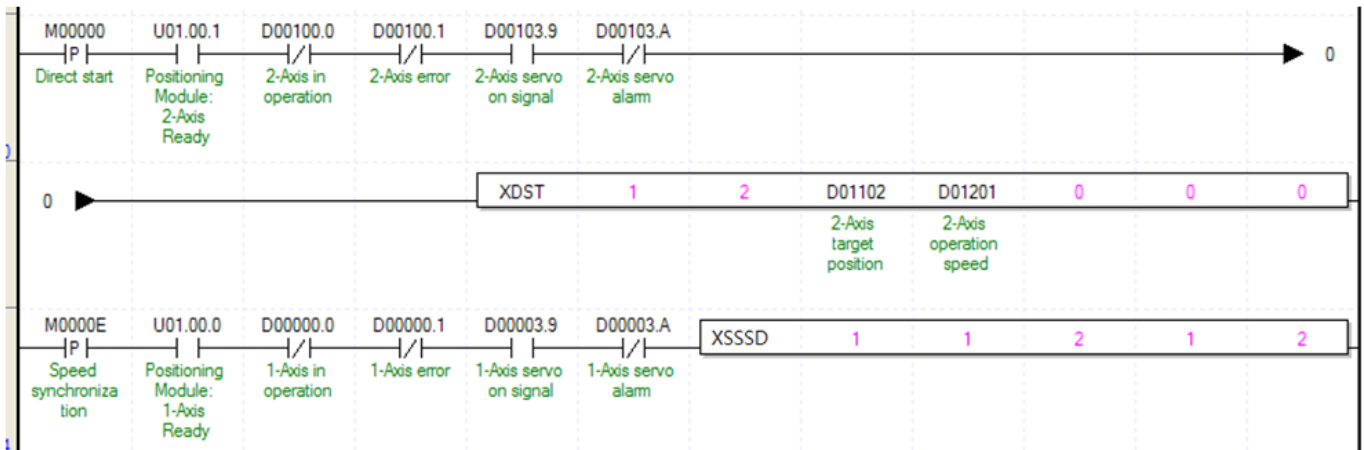 M00000 U01.00.1 D00100.0 D00100.1 D00103.9 D00103.A
P
0
Direct start Positioning 2-Axis in 2-Axis error 2-Axis servo 2-Axis servo
Module: operation on signal alarm
2-Axis
Ready
0 XDST 1 2 D01102 D01201 0 0 0
2-Axis 2-Axis
target operation
position speed
M0000E U01.00.0 D00000.0 D00000.1 D00003.9 D00003.A
P
XSSSD 1 1 2 1 2
Speed Positioning 1-Axis in 1-Axis error 1-Axis servo 1-Axis servo
synchroniza Module: operation on signal alarm
tion 1-Axis
Ready